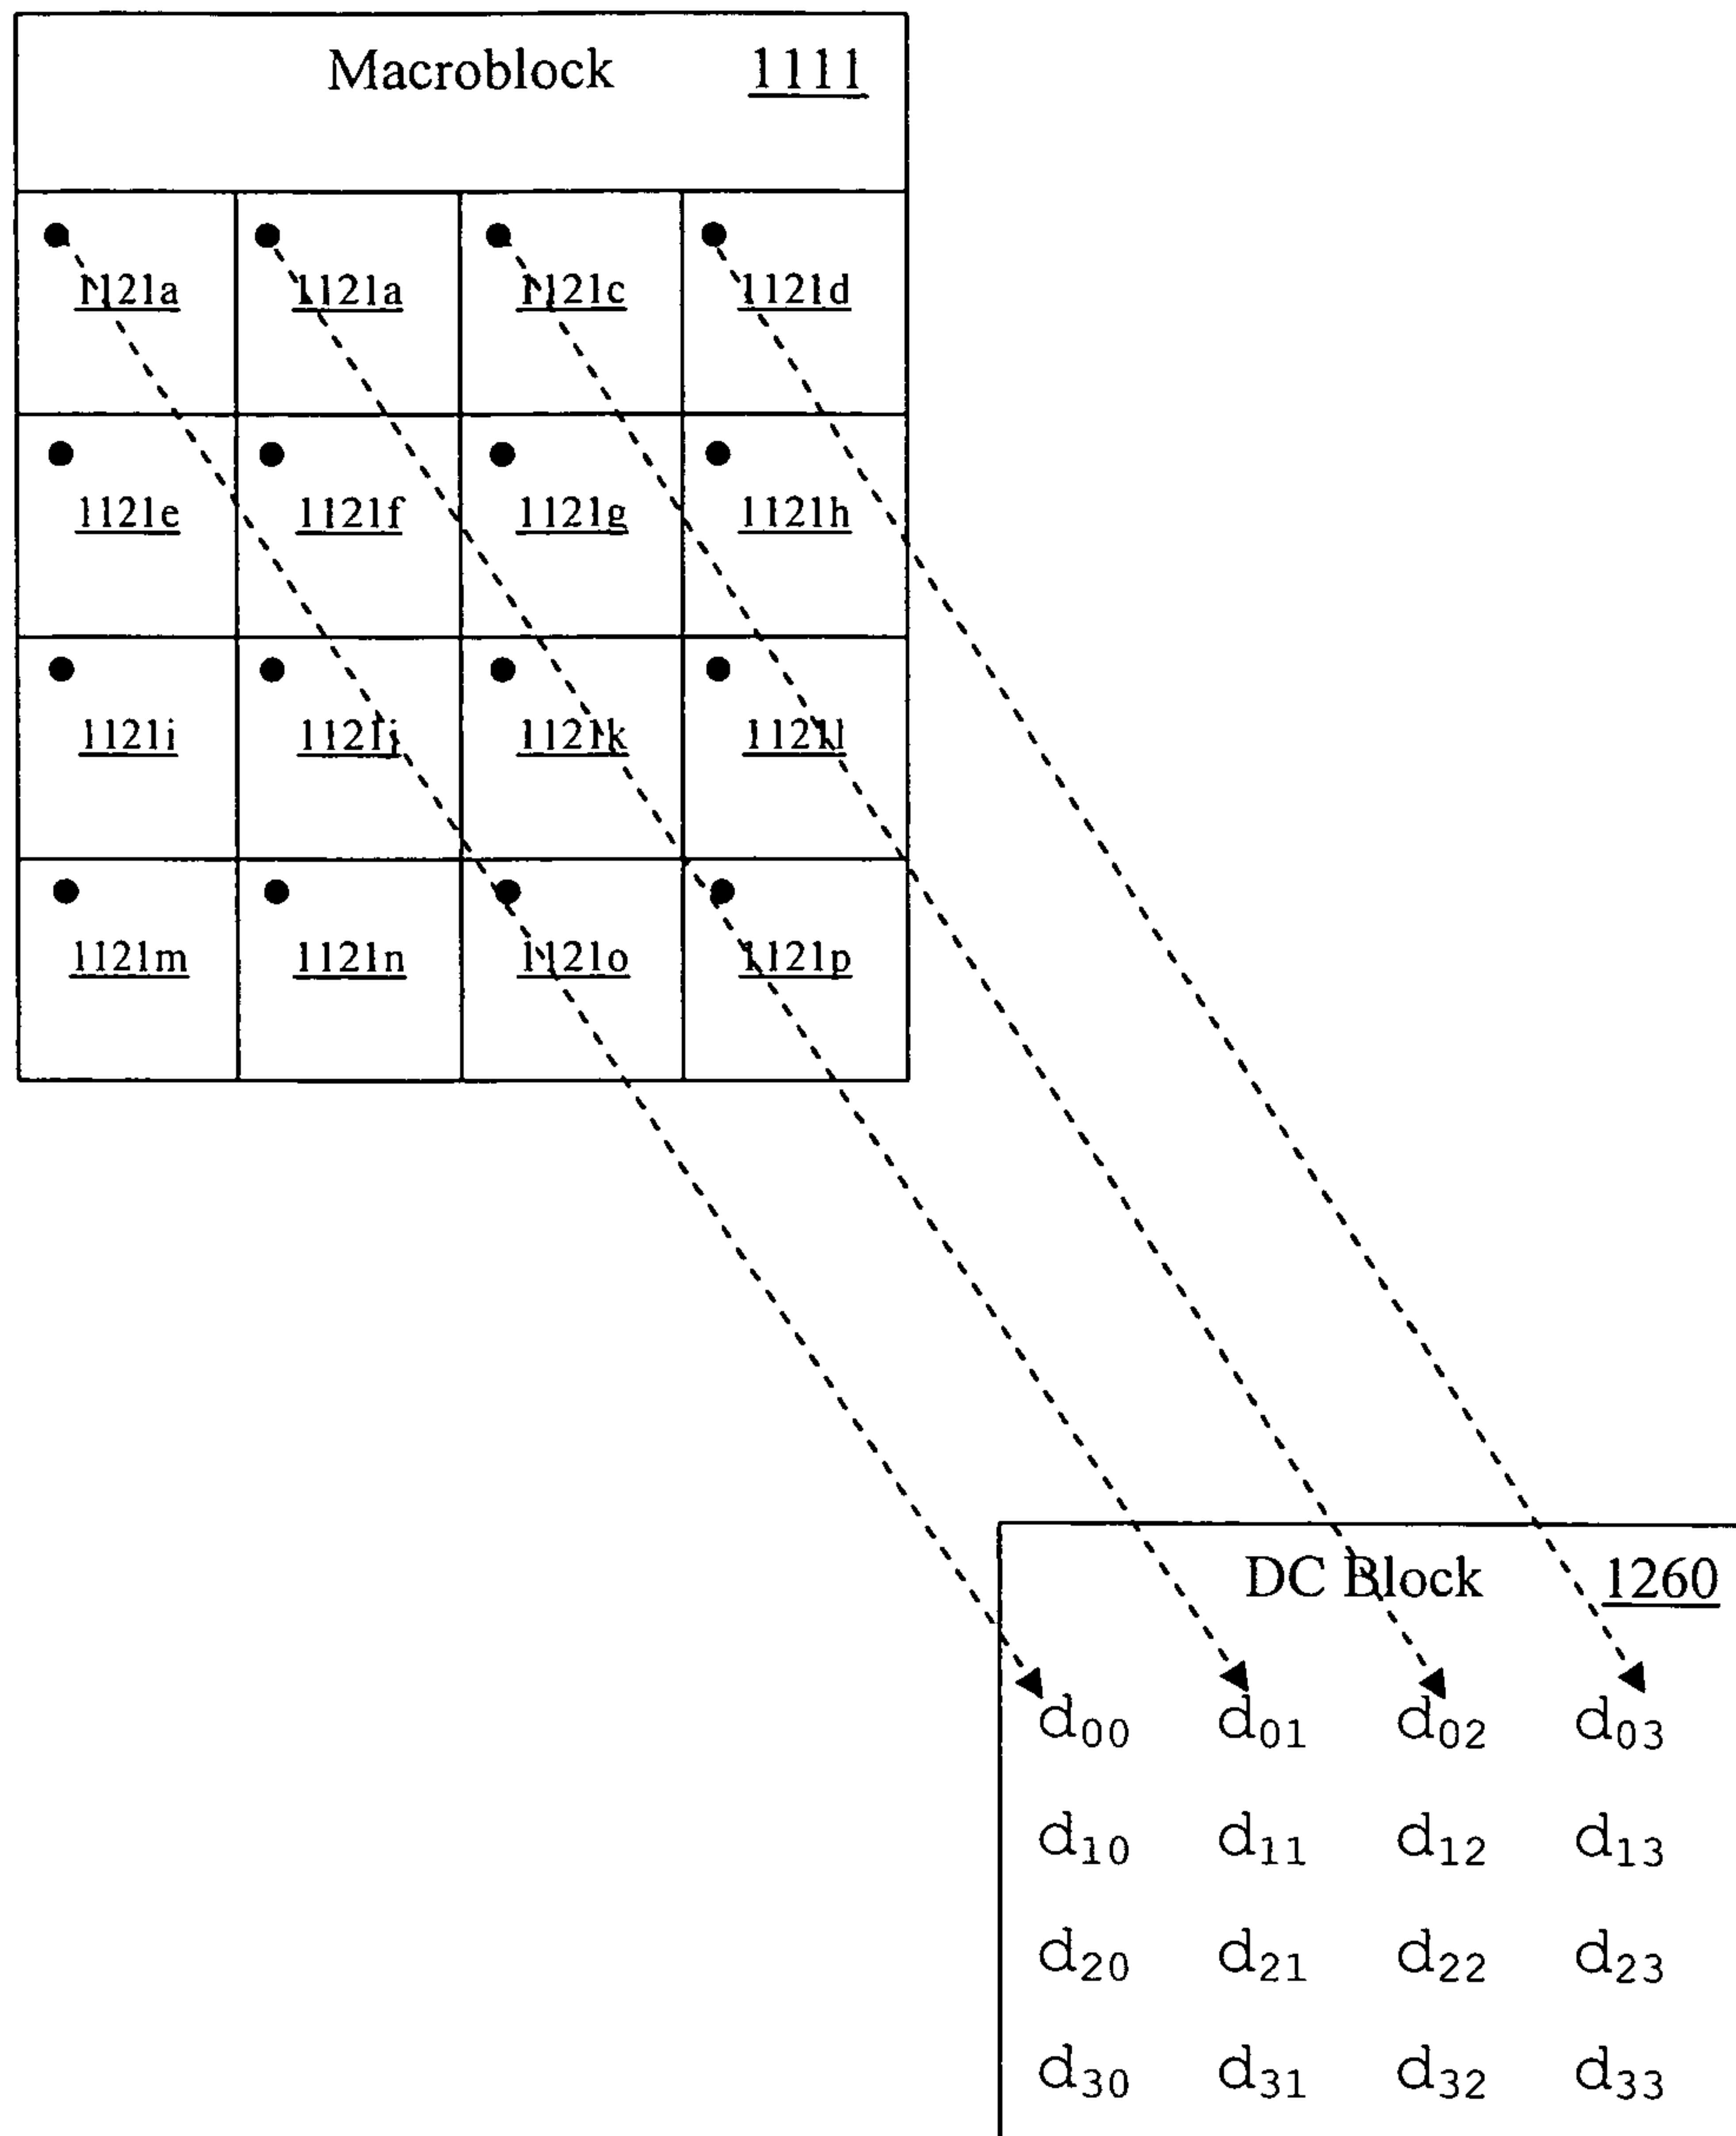 Macroblock 1111
1121a 1121a 1121c 1121d
1121e 1121f 1121g 1121h
1121i 1121j 1121k 1121l
1121m 1121n 1121o 1121p
DC Block 1260
d00 d01 d02 d03
d10 d11 d12 d13
d20 d21 d22 d23
d30 d31 d32 d33